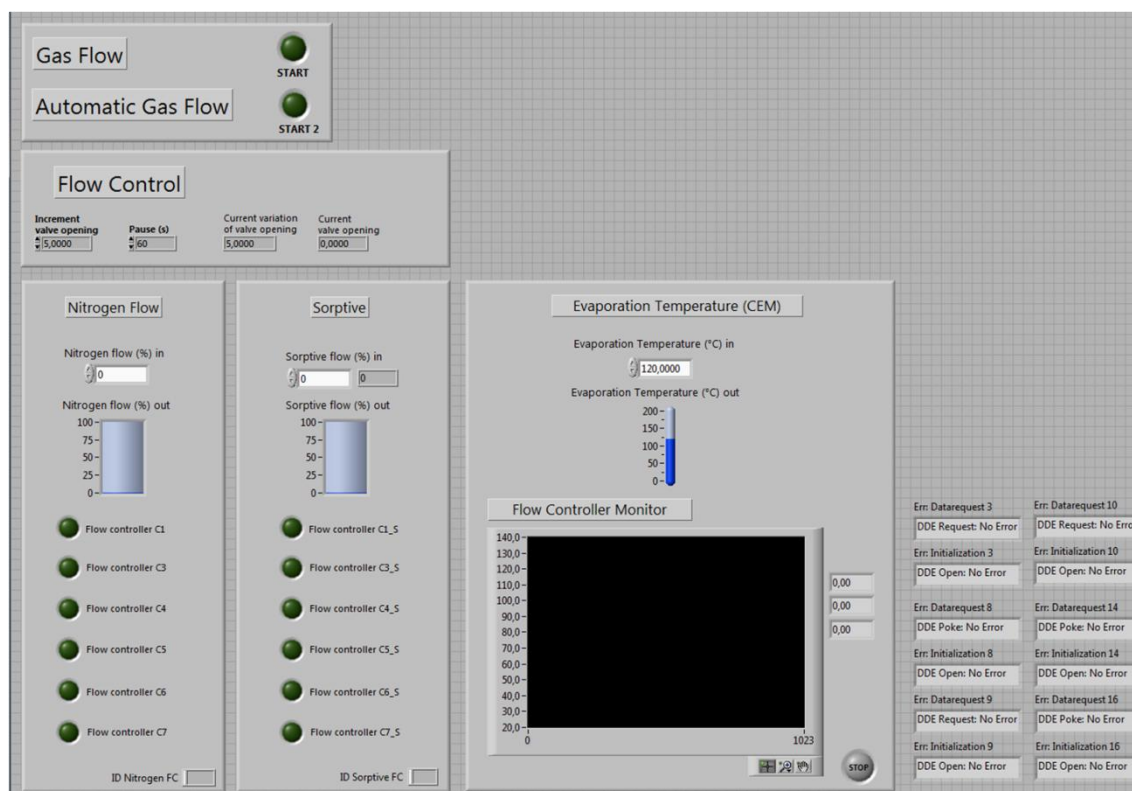 Gas Flow
START
Automatic Gas Flow
START 2
Flow Control
Increment
valve opening
5,0000
Pause (s)
60
Current variation
of valve opening
5,0000
Current
valve opening
0,0000
Nitrogen Flow
Nitrogen flow (%) in
0
Nitrogen flow (%) out
100
75
50
25
0
Flow controller C1
Flow controller C3
Flow controller C4
Flow controller C5
Flow controller C6
Flow controller C7
ID Nitrogen FC
Sorptive
Sorptive flow (%) in
0
0
Sorptive flow (%) out
100
75
50
25
0
Flow controller C1_S
Flow controller C3_S
Flow controller C4_S
Flow controller C5_S
Flow controller C6_S
Flow controller C7_S
ID Sorptive FC
Evaporation Temperature (CEM)
Evaporation Temperature (°C) in
120,0000
Evaporation Temperature (°C) out
200
150
100
50
0
Flow Controller Monitor
140,0
130,0
120,0
110,0
100,0
90,0
80,0
70,0
60,0
50,0
40,0
30,0
20,0
0
1023
0,00
0,00
0,00
STOP
Err: Datarequest 3
DDE Request: No Error
Err: Initialization 3
DDE Open: No Error
Err: Datarequest 8
DDE Poke: No Error
Err: Initialization 8
DDE Open: No Error
Err: Datarequest 9
DDE Request: No Error
Err: Initialization 9
DDE Open: No Error
Err: Datarequest 10
DDE Request: No Erro
Err: Initialization 10
DDE Open: No Error
Err: Datarequest 14
DDE Poke: No Error
Err: Initialization 14
DDE Open: No Error
Err: Datarequest 16
DDE Poke: No Error
Err: Initialization 16
DDE Open: No Error